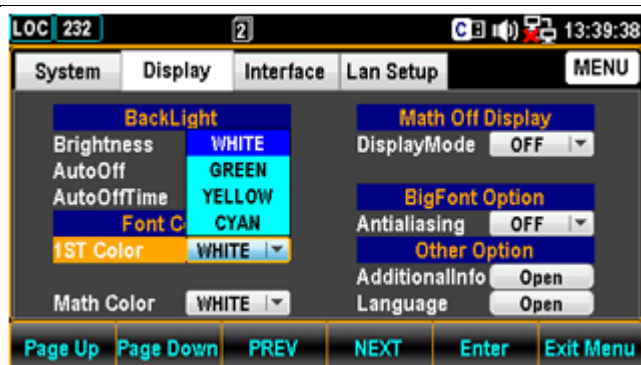 LOC 232 2 C 13:39:38
System Display Interface Lan Setup MENU
BackLight
Brightness
AutoOff
AutoOffTime
WHITE
GREEN
YELLOW
CYAN
Font C
1ST Color WHITE
Math Color WHITE
Math Off Display
DisplayMode OFF
BigFont Option
Antialiasing OFF
Other Option
AdditionalInfo Open
Language Open
Page Up Page Down PREV NEXT Enter Exit Menu